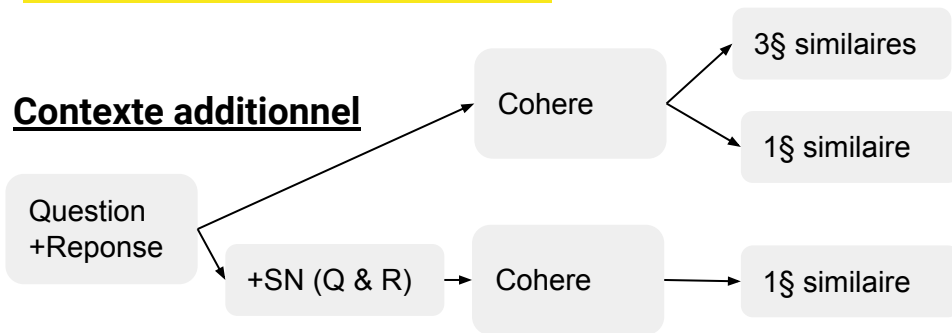 Contexte additionnel
Question
+Reponse
Cohere
3§ similaires
1§ similaire
+SN (Q & R)
Cohere
1§ similaire